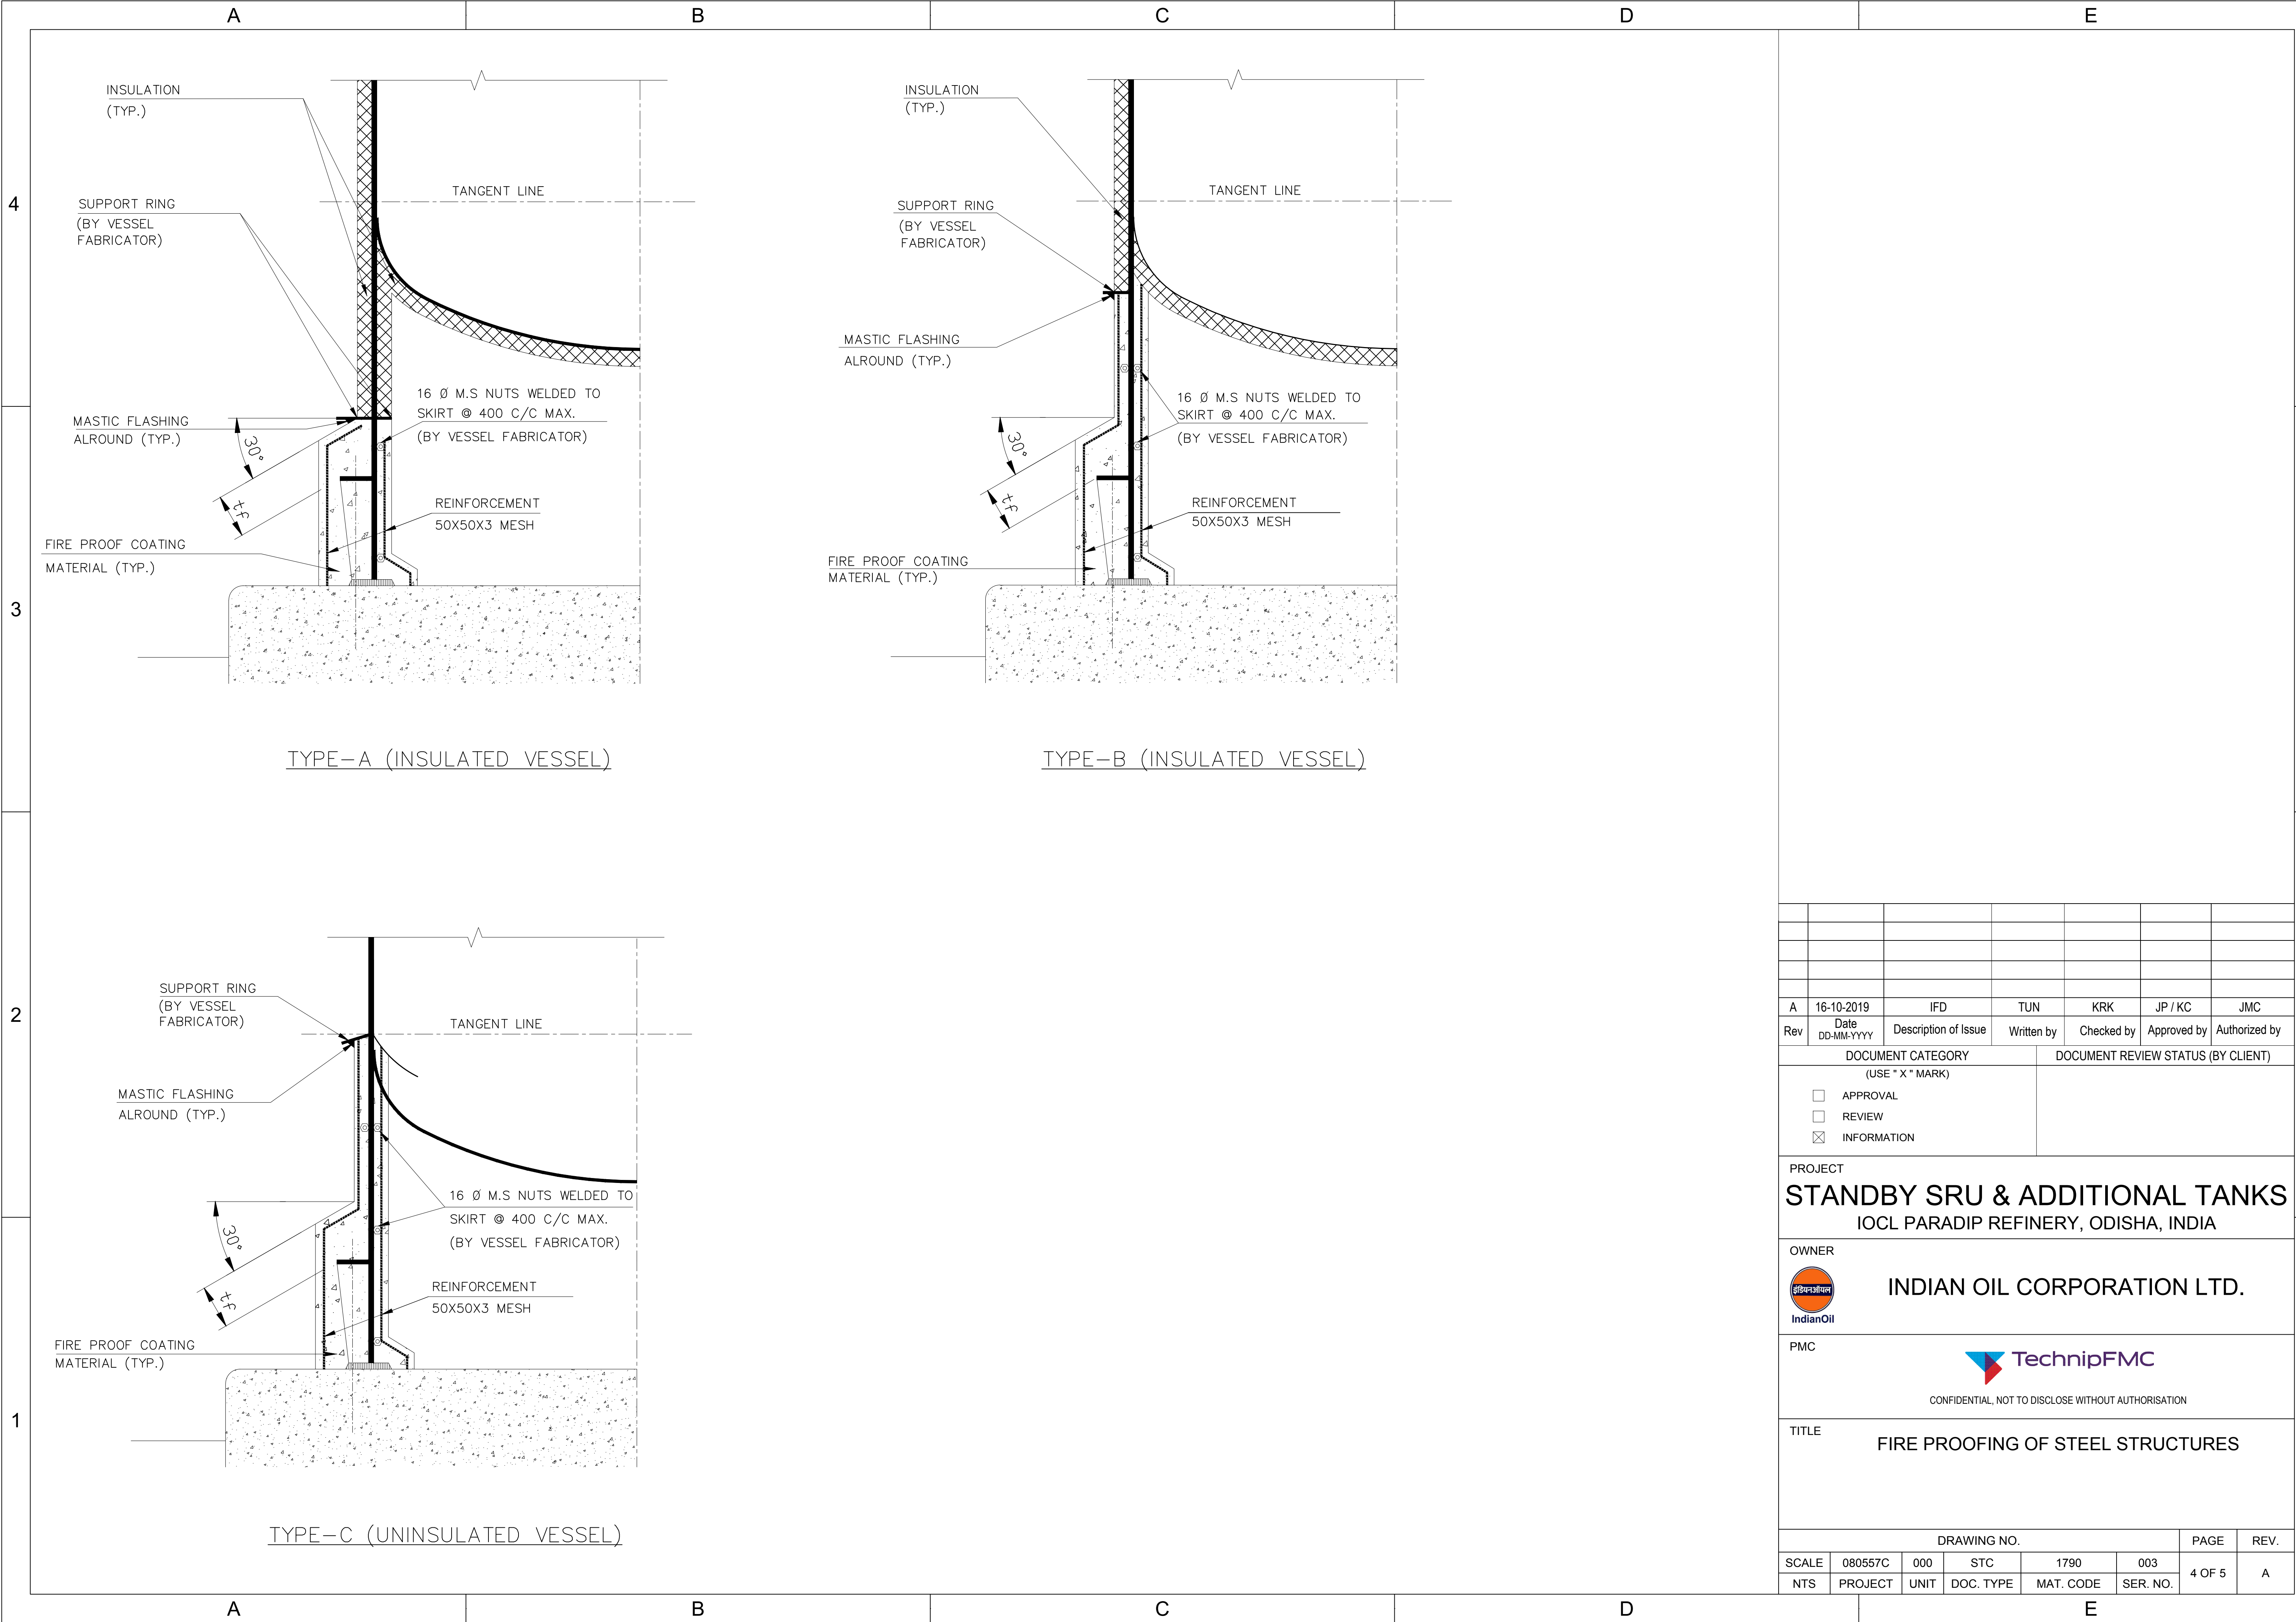 A B C D E
4
3
2
1
INSULATION
(TYP.)
SUPPORT RING
(BY VESSEL
FABRICATOR)
TANGENT LINE
MASTIC FLASHING
ALROUND (TYP.)
30°
tf
16 Ø M.S NUTS WELDED TO
SKIRT @ 400 C/C MAX.
(BY VESSEL FABRICATOR)
REINFORCEMENT
50X50X3 MESH
FIRE PROOF COATING
MATERIAL (TYP.)
TYPE-A (INSULATED VESSEL)
INSULATION
(TYP.)
SUPPORT RING
(BY VESSEL
FABRICATOR)
TANGENT LINE
MASTIC FLASHING
ALROUND (TYP.)
30°
tf
16 Ø M.S NUTS WELDED TO
SKIRT @ 400 C/C MAX.
(BY VESSEL FABRICATOR)
REINFORCEMENT
50X50X3 MESH
FIRE PROOF COATING
MATERIAL (TYP.)
TYPE-B (INSULATED VESSEL)
SUPPORT RING
(BY VESSEL
FABRICATOR)
TANGENT LINE
MASTIC FLASHING
ALROUND (TYP.)
30°
tf
16 Ø M.S NUTS WELDED TO
SKIRT @ 400 C/C MAX.
(BY VESSEL FABRICATOR)
REINFORCEMENT
50X50X3 MESH
FIRE PROOF COATING
MATERIAL (TYP.)
TYPE-C (UNINSULATED VESSEL)
A 16-10-2019 IFD TUN KRK JP / KC JMC
Rev Date DD-MM-YYYY Description of Issue Written by Checked by Approved by Authorized by
DOCUMENT CATEGORY DOCUMENT REVIEW STATUS (BY CLIENT)
(USE " X " MARK)
APPROVAL
REVIEW
INFORMATION
PROJECT
STANDBY SRU & ADDITIONAL TANKS
IOCL PARADIP REFINERY, ODISHA, INDIA
OWNER
इंडियनऑयल
IndianOil
INDIAN OIL CORPORATION LTD.
PMC
TechnipFMC
CONFIDENTIAL, NOT TO DISCLOSE WITHOUT AUTHORISATION
TITLE
FIRE PROOFING OF STEEL STRUCTURES
DRAWING NO. PAGE REV.
SCALE 080557C 000 STC 1790 003 4 OF 5 A
NTS PROJECT UNIT DOC. TYPE MAT. CODE SER. NO.
A B C D E